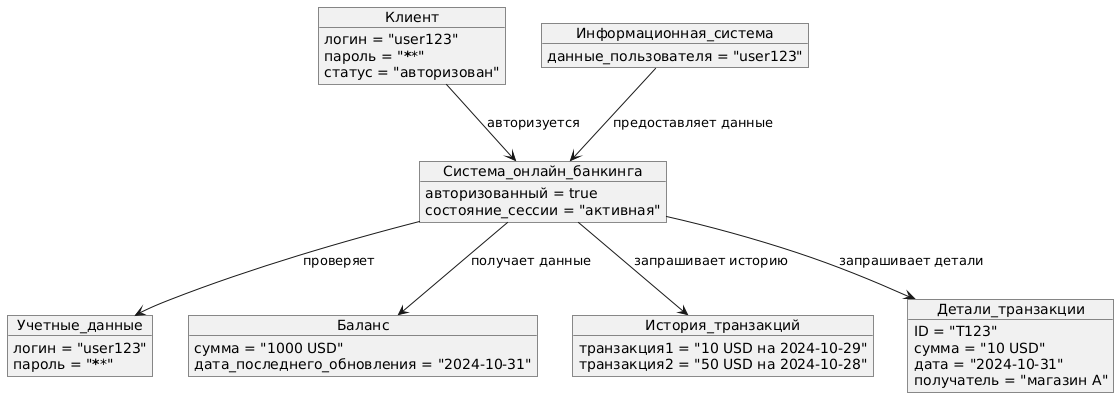 Клиент
логин = "user123"
пароль = "***"
статус = "авторизован"
Информационная_система
данные_пользователя = "user123"
авторизуется
предоставляет данные
Система_онлайн_банкинга
авторизованный = true
состояние_сессии = "активная"
проверяет
получает данные
запрашивает историю
запрашивает детали
Учетные_данные
логин = "user123"
пароль = "***"
Баланс
сумма = "1000 USD"
дата_последнего_обновления = "2024-10-31"
История_транзакций
транзакция1 = "10 USD на 2024-10-29"
транзакция2 = "50 USD на 2024-10-28"
Детали_транзакции
ID = "T123"
сумма = "10 USD"
дата = "2024-10-31"
получатель = "магазин А"